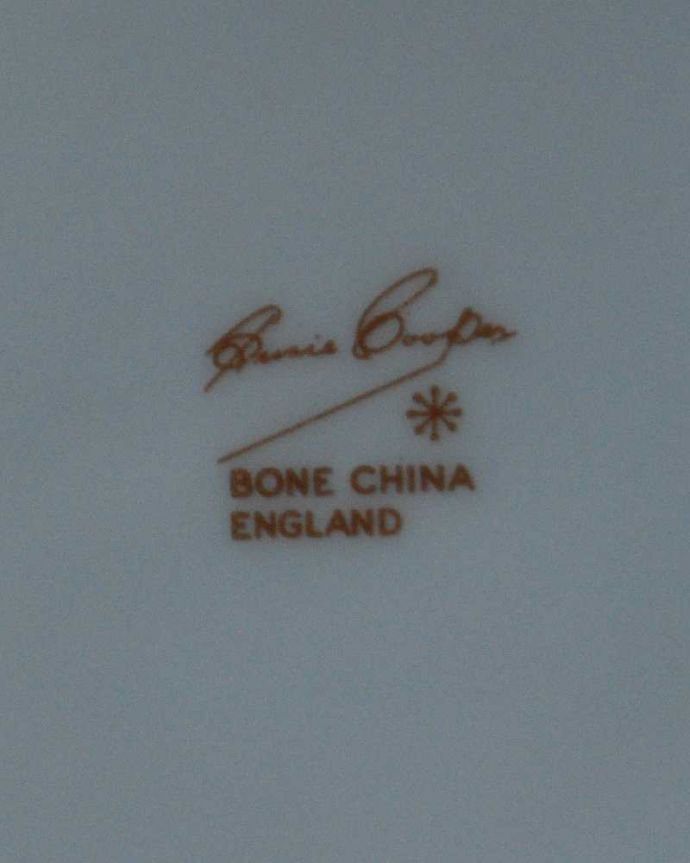 Susie Cooper
BONE CHINA
ENGLAND